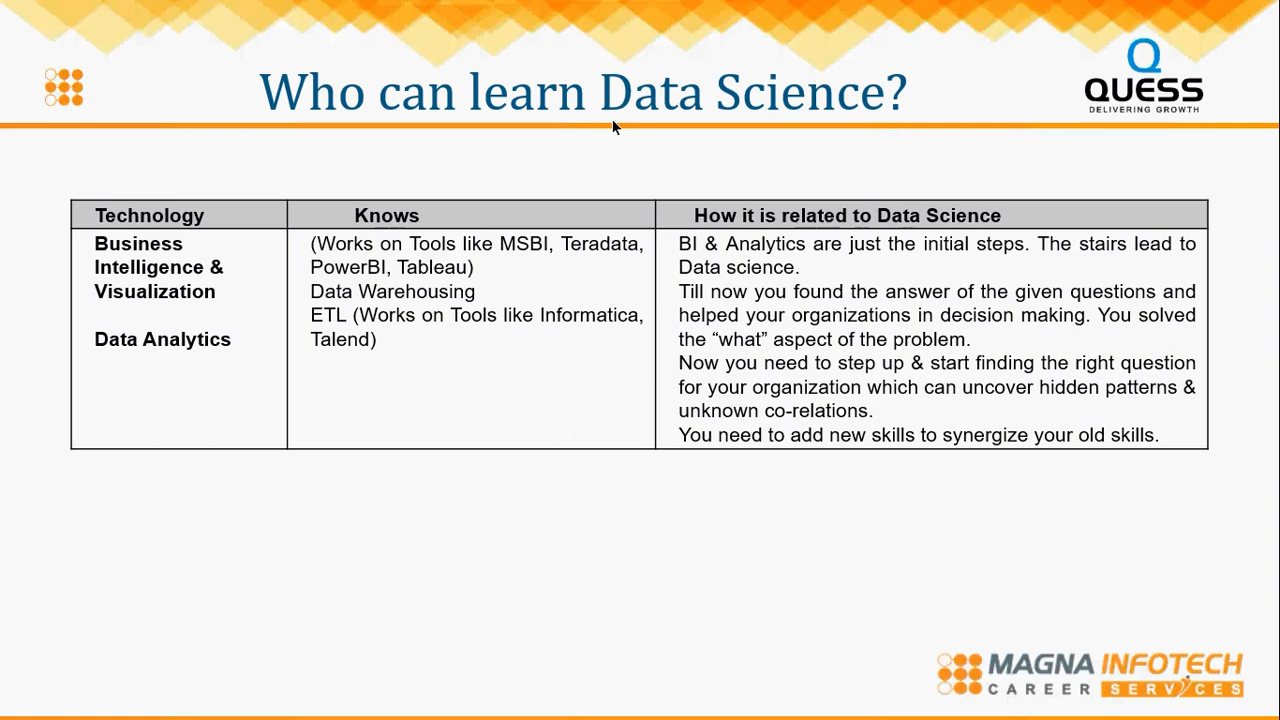 Who can learn Data Science?
Q
QUESS
DELIVERING GROWTH
Technology
Knows
How it is related to Data Science
Business
Intelligence &
Visualization
Data Analytics
(Works on Tools like MSBI, Teradata,
PowerBI, Tableau)
Data Warehousing
ETL (Works on Tools like Informatica,
Talend)
BI & Analytics are just the initial steps. The stairs lead to
Data science.
Till now you found the answer of the given questions and
helped your organizations in decision making. You solved
the “what” aspect of the problem.
Now you need to step up & start finding the right question
for your organization which can uncover hidden patterns &
unknown co-relations.
You need to add new skills to synergize your old skills.
MAGNA INFOTECH
CAREER SERVICES